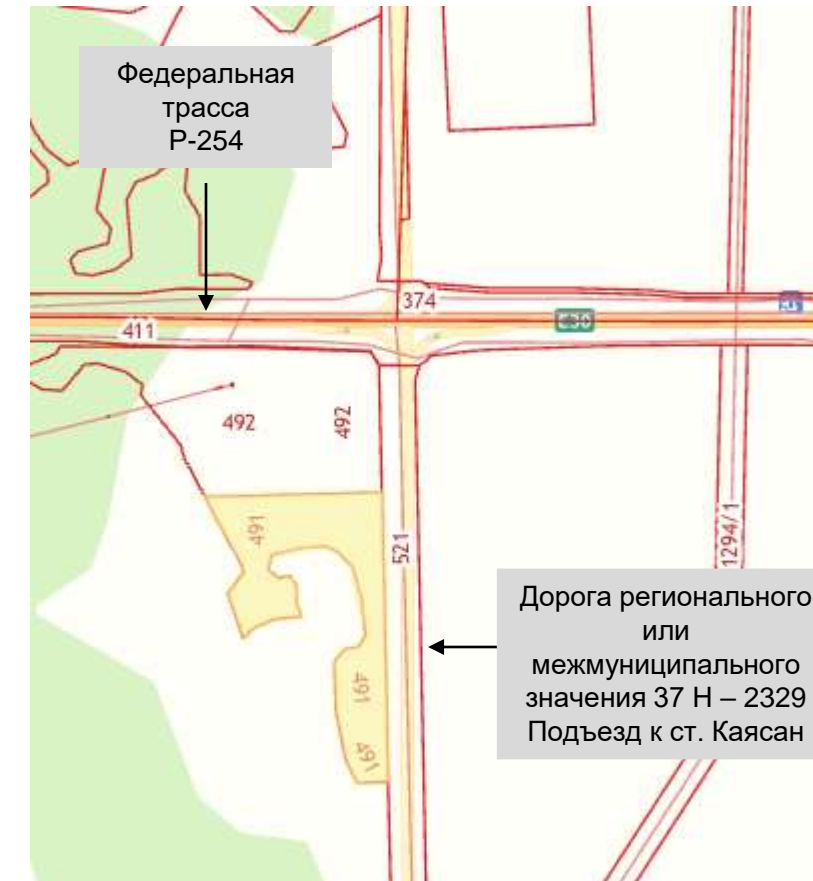 Федеральная
трасса
Р-254
374
411
E30
492
492
491
521
1294/1
Дорога регионального
или
межмуниципального
значения 37 Н – 2329
Подъезд к ст. Каясан
491
491